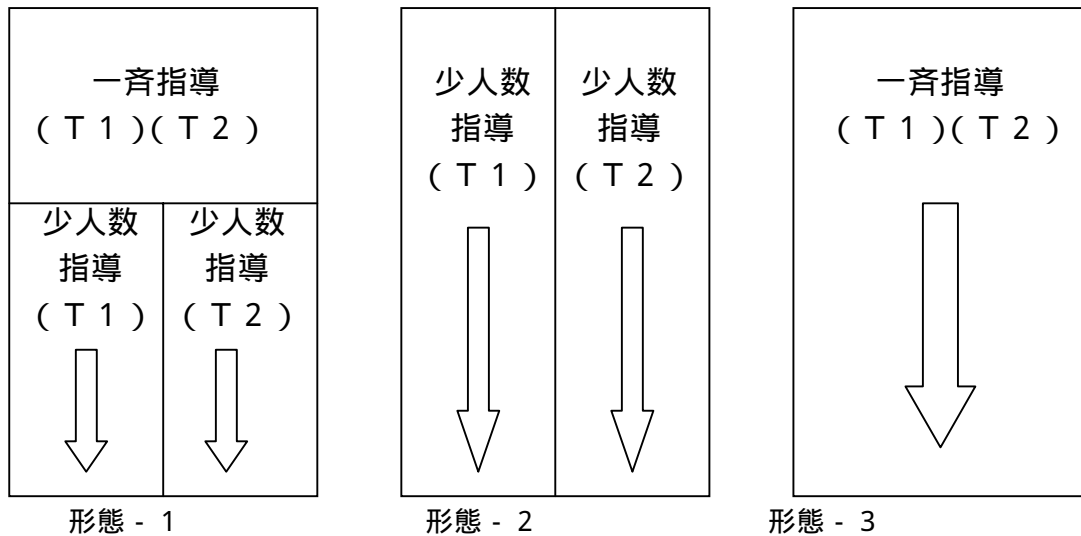 一斉指導
(T1)(T2)
少人数
指導
(T1)
少人数
指導
(T2)
形態-1
少人数
指導
(T1)
少人数
指導
(T2)
形態-2
一斉指導
(T1)(T2)
形態-3